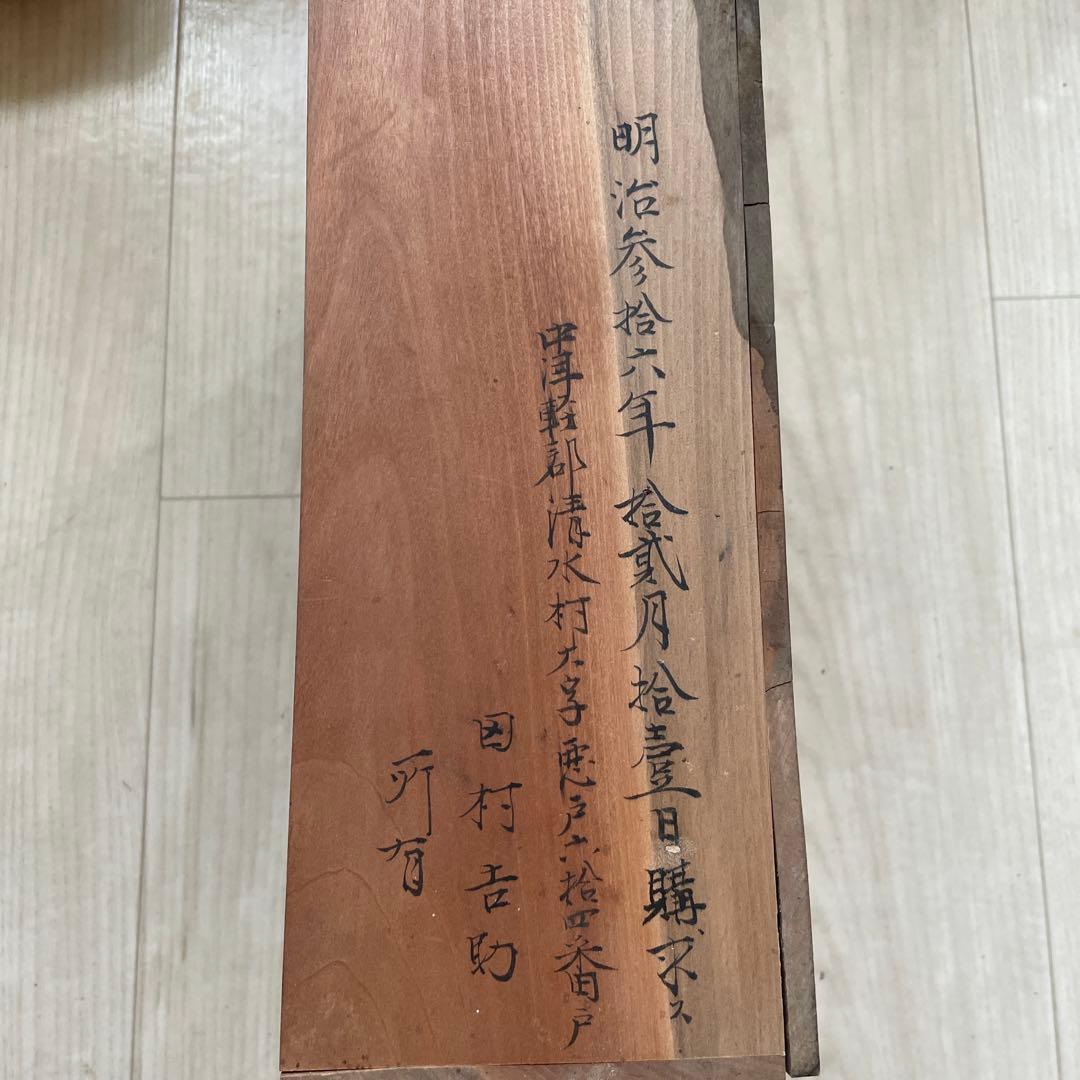 明治参拾六年拾貳月拾壹日購求ス
中津軽郡清水村大字悪戸六拾四番戸
田村吉助
所有